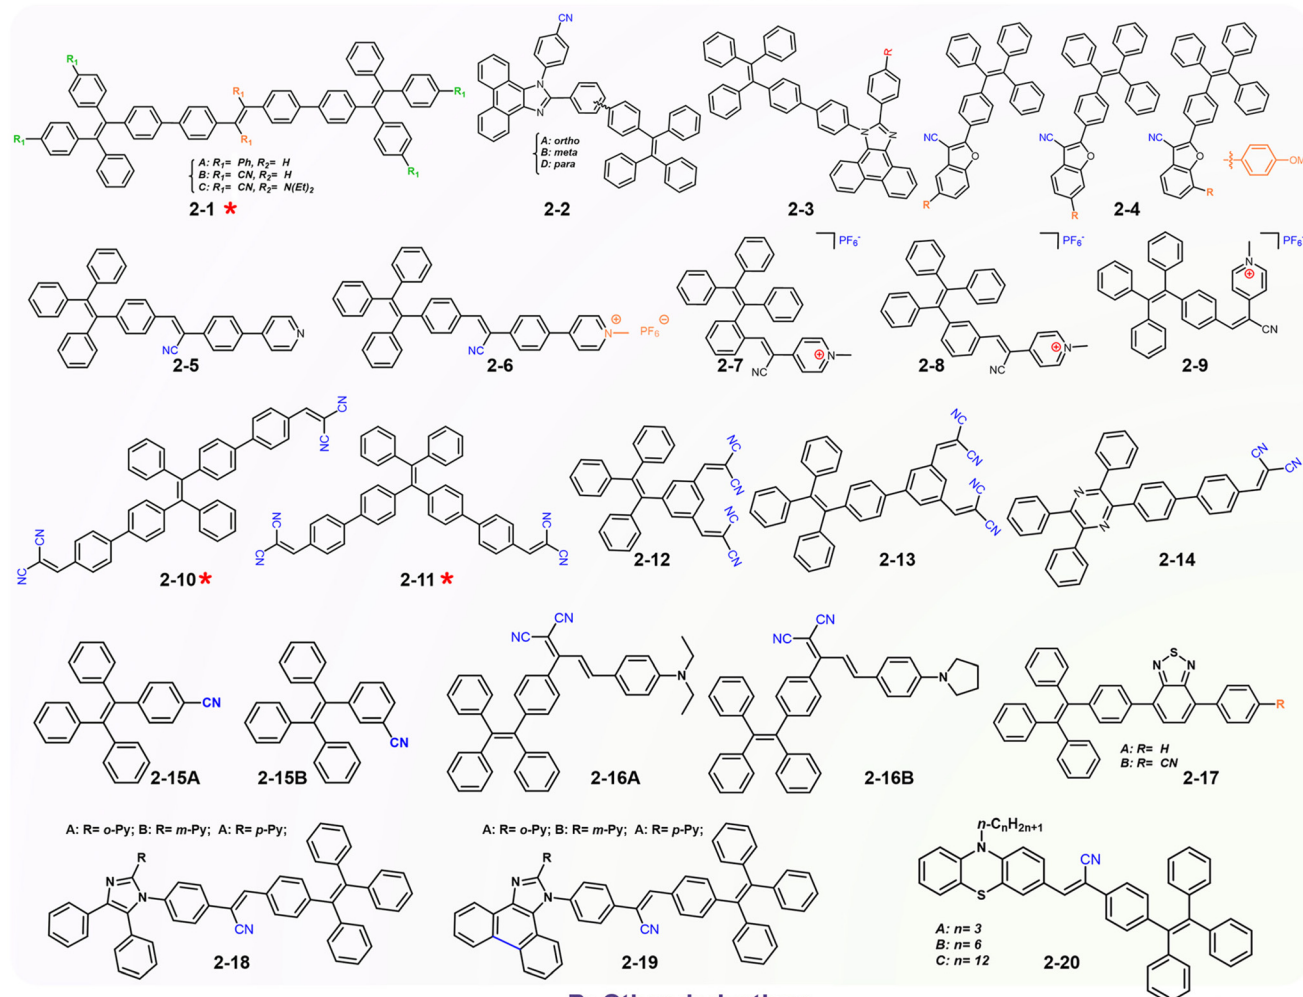 R₁
R₁
R₁
R₁
R₁
R₁
A: R₁= Ph, R₂= H
B: R₁= CN, R₂= H
C: R₁= CN, R₂= N(Et)₂
2-1 *
CN
N
N
A: ortho
B: meta
D: para
2-2
R
N
N
2-3
NC
O
R
NC
O
R
NC
O
R
OM
2-4
NC
N
2-5
NC
N
⊕
PF₆
⊖
2-6
PF₆⁻
NC
⊕
N
2-7
PF₆⁻
NC
⊕
N
2-8
PF₆⁻
N
⊕
CN
2-9
CN
NC
NC
CN
2-10 *
NC
CN
CN
CN
2-11 *
NC
CN
NC
CN
2-12
NC
CN
NC
CN
2-13
N
N
CN
CN
2-14
CN
2-15A
CN
2-15B
CN
NC
N
2-16A
CN
NC
N
2-16B
S
N N
R
A: R= H
B: R= CN
2-17
A: R= o-Py; B: R= m-Py; A: R= p-Py;
R
N
N
CN
2-18
A: R= o-Py; B: R= m-Py; A: R= p-Py;
R
N
N
CN
2-19
n-CₙH₂ₙ₊₁
N
S
CN
A: n= 3
B: n= 6
C: n= 12
2-20